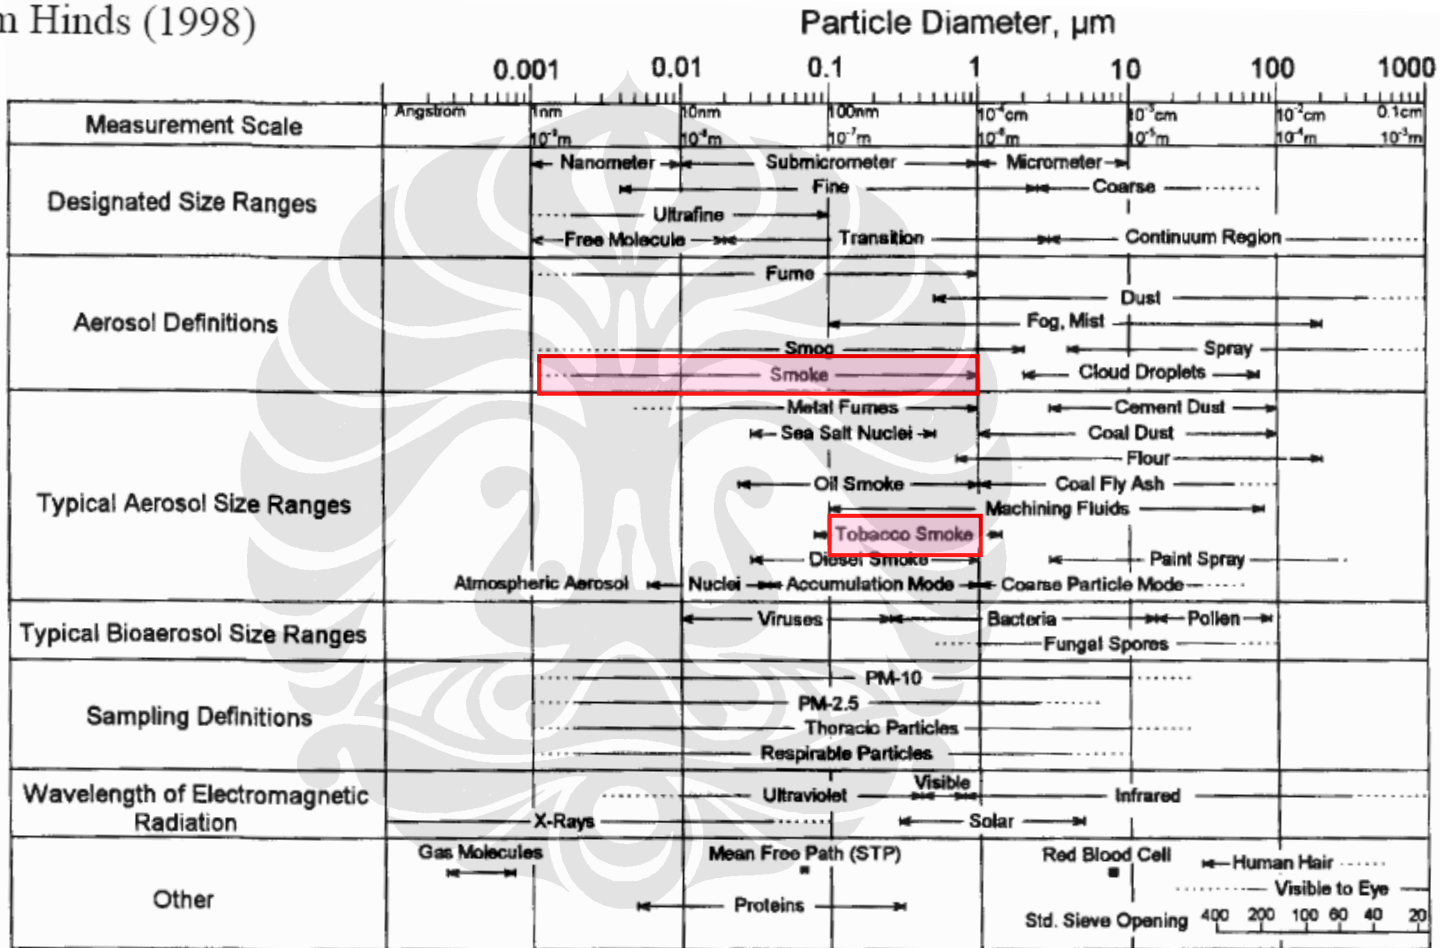 m Hinds (1998)
Particle Diameter, µm
0.001 0.01 0.1 1 10 100 1000
Measurement Scale
1 Angstrom 1nm 10nm 100nm 10⁻⁴cm 10⁻³cm 10⁻²cm 0.1cm
10⁻⁹m 10⁻⁸m 10⁻⁷m 10⁻⁶m 10⁻⁵m 10⁻⁴m 10⁻³m
Designated Size Ranges
Nanometer Submicrometer Micrometer
Fine Coarse
Ultrafine
Free Molecule Transition Continuum Region
Aerosol Definitions
Fume
Dust
Fog, Mist
Smog Spray
Smoke Cloud Droplets
Typical Aerosol Size Ranges
Metal Fumes Cement Dust
Sea Salt Nuclei Coal Dust
Flour
Oil Smoke Coal Fly Ash
Machining Fluids
Tobacco Smoke
Diesel Smoke Paint Spray
Atmospheric Aerosol Nuclei Accumulation Mode Coarse Particle Mode
Typical Bioaerosol Size Ranges
Viruses Bacteria Pollen
Fungal Spores
Sampling Definitions
PM-10
PM-2.5
Thoracic Particles
Respirable Particles
Wavelength of Electromagnetic
Radiation
Visible
Ultraviolet Infrared
X-Rays Solar
Other
Gas Molecules Mean Free Path (STP) Red Blood Cell
Human Hair
Visible to Eye
Proteins
Std. Sieve Opening 400 200 100 60 40 20